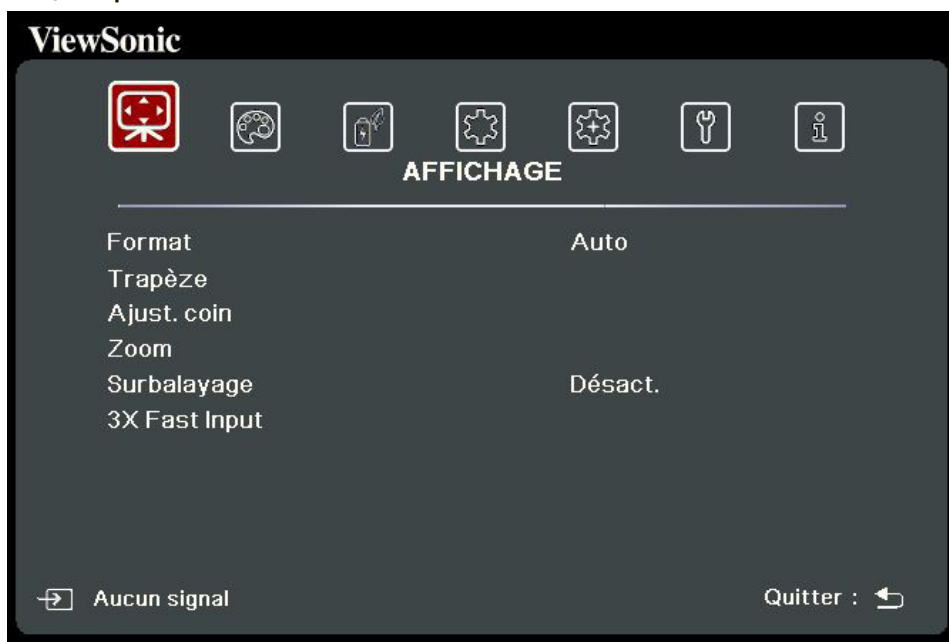 ViewSonic
AFFICHAGE
Format Auto
Trapèze
Ajust. coin
Zoom
Surbalayage Désact.
3X Fast Input
Aucun signal Quitter :